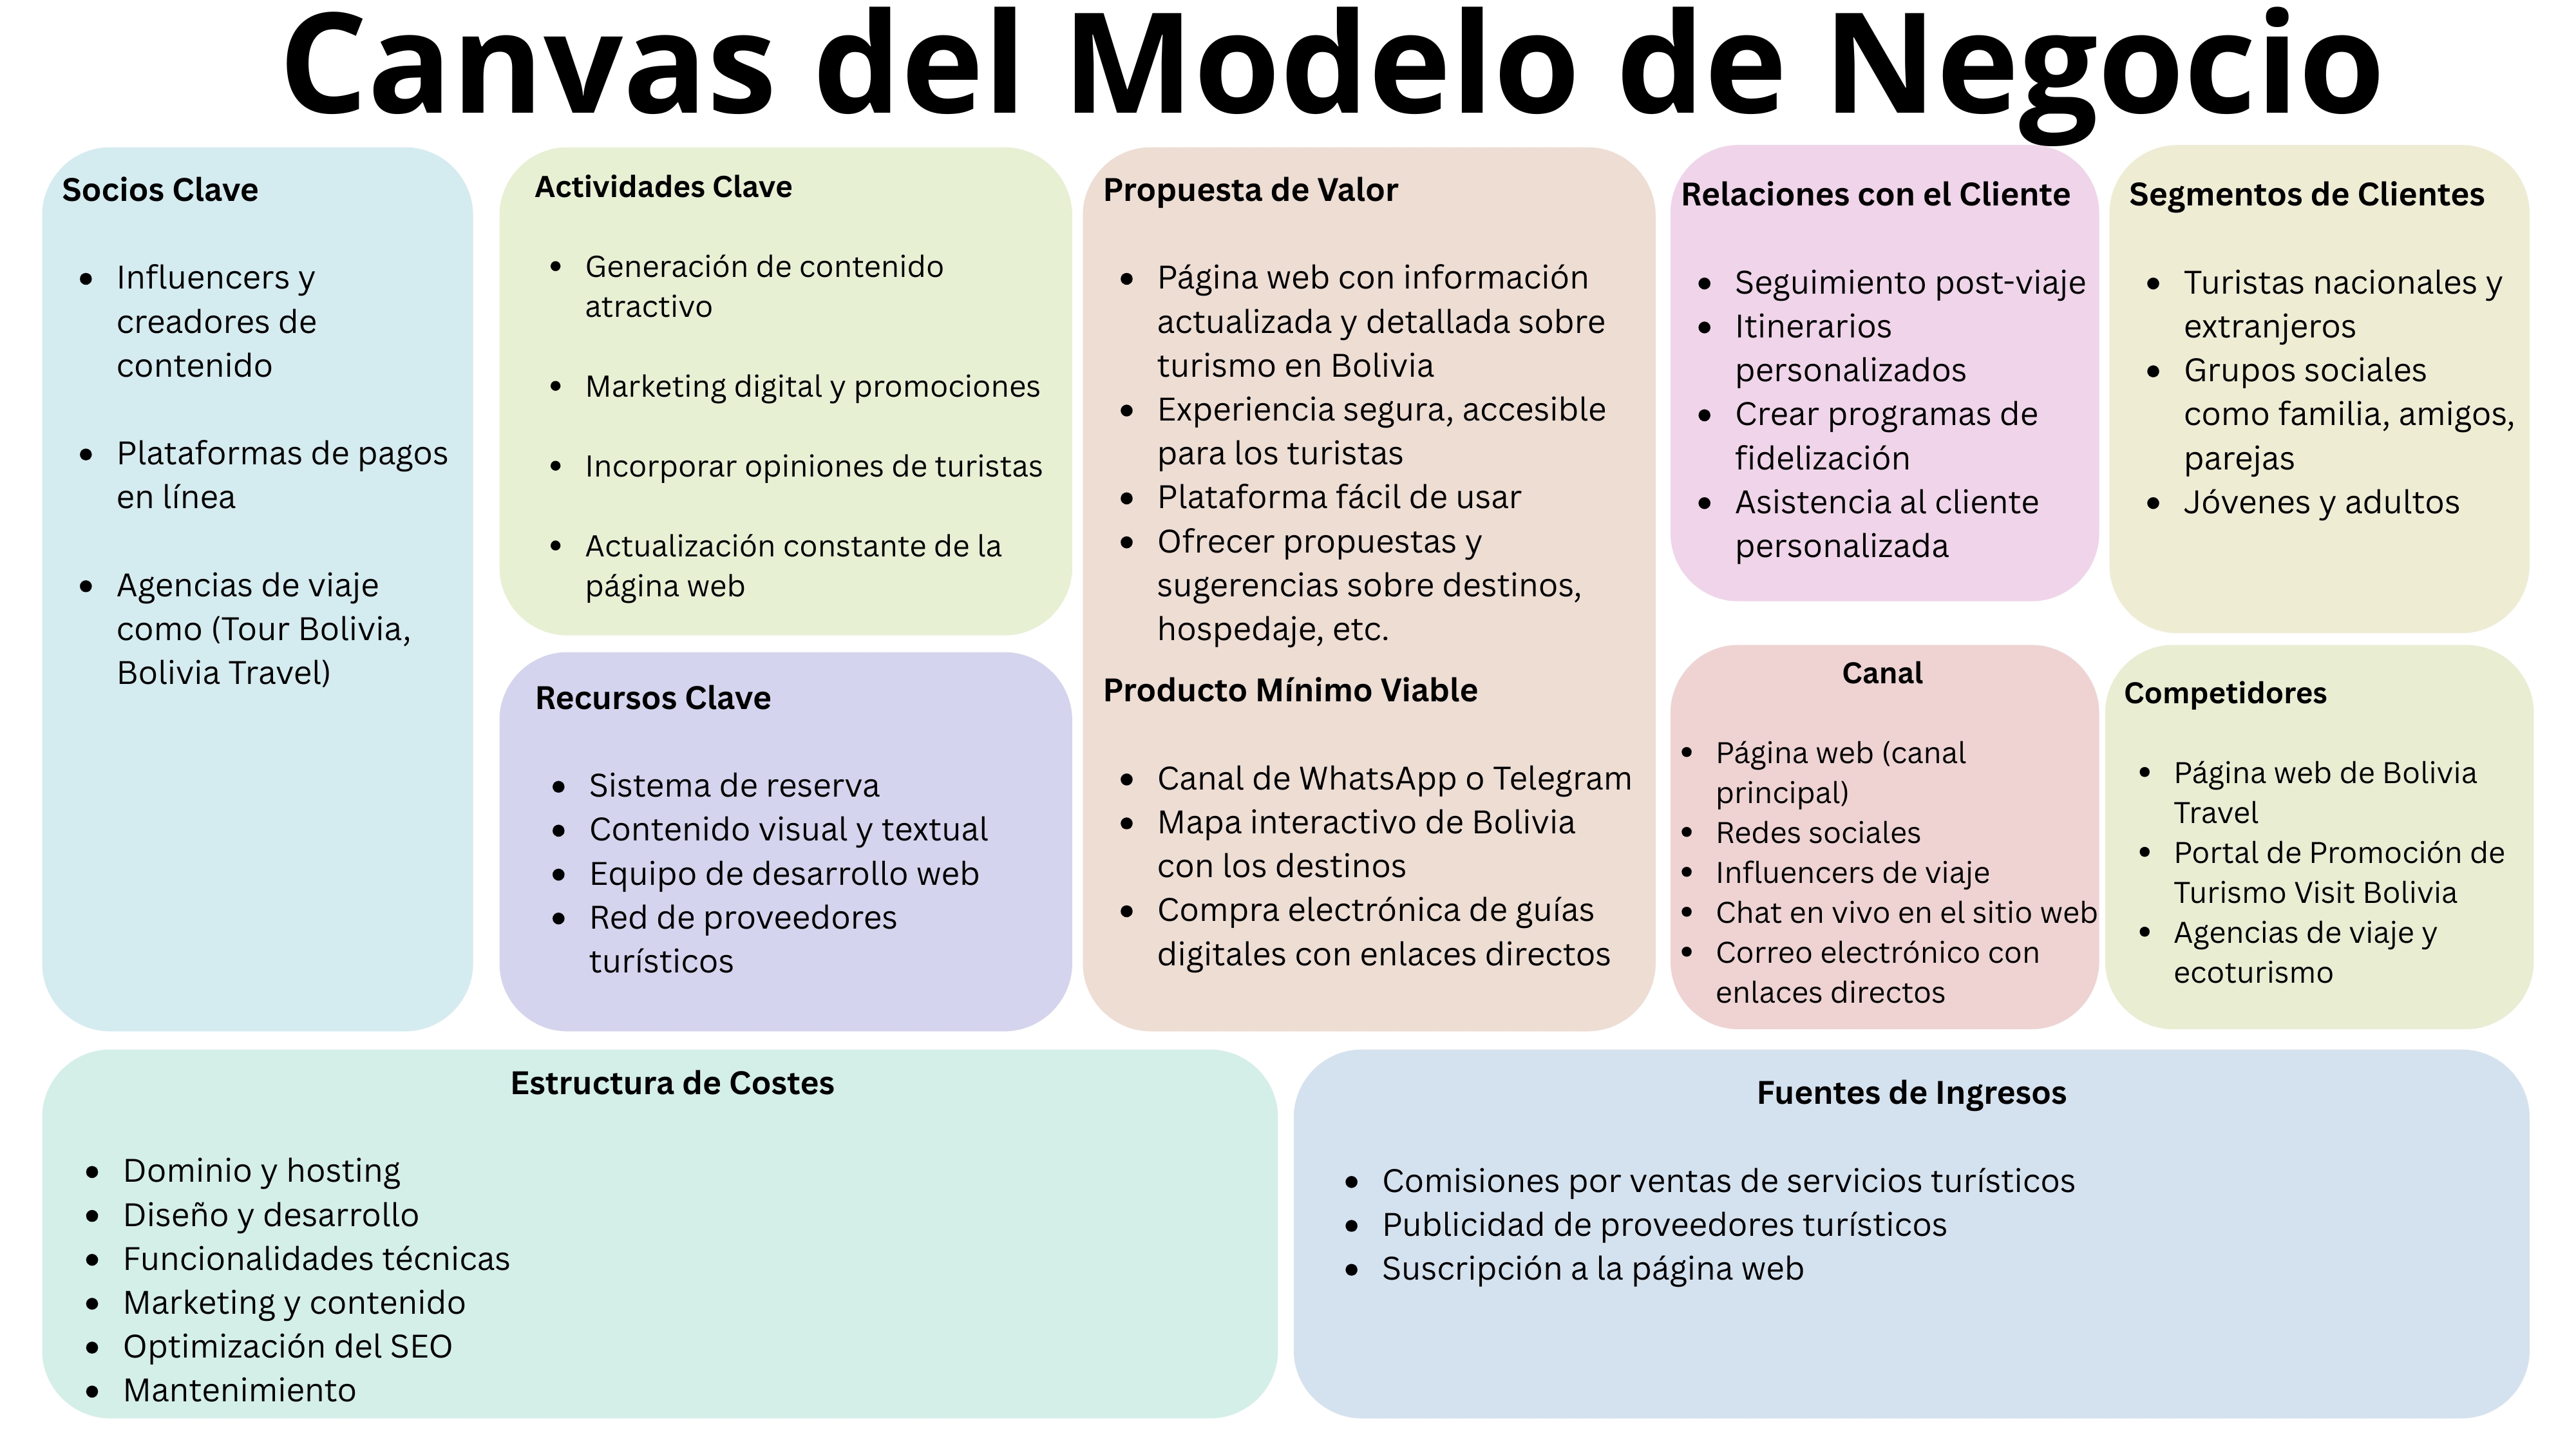 Canvas del Modelo de Negocio
Socios Clave
• Influencers y
creadores de
contenido
• Plataformas de pagos
en línea
• Agencias de viaje
como (Tour Bolivia,
Bolivia Travel)
Actividades Clave
• Generación de contenido
atractivo
• Marketing digital y promociones
• Incorporar opiniones de turistas
• Actualización constante de la
página web
Recursos Clave
• Sistema de reserva
• Contenido visual y textual
• Equipo de desarrollo web
• Red de proveedores
turísticos
Propuesta de Valor
• Página web con información
actualizada y detallada sobre
turismo en Bolivia
• Experiencia segura, accesible
para los turistas
• Plataforma fácil de usar
• Ofrecer propuestas y
sugerencias sobre destinos,
hospedaje, etc.
Producto Mínimo Viable
• Canal de WhatsApp o Telegram
• Mapa interactivo de Bolivia
con los destinos
• Compra electrónica de guías
digitales con enlaces directos
Relaciones con el Cliente
• Seguimiento post-viaje
• Itinerarios
personalizados
• Crear programas de
fidelización
• Asistencia al cliente
personalizada
Canal
• Página web (canal
principal)
• Redes sociales
• Influencers de viaje
• Chat en vivo en el sitio web
• Correo electrónico con
enlaces directos
Segmentos de Clientes
• Turistas nacionales y
extranjeros
• Grupos sociales
como familia, amigos,
parejas
• Jóvenes y adultos
Competidores
• Página web de Bolivia
Travel
• Portal de Promoción de
Turismo Visit Bolivia
• Agencias de viaje y
ecoturismo
Estructura de Costes
• Dominio y hosting
• Diseño y desarrollo
• Funcionalidades técnicas
• Marketing y contenido
• Optimización del SEO
• Mantenimiento
Fuentes de Ingresos
• Comisiones por ventas de servicios turísticos
• Publicidad de proveedores turísticos
• Suscripción a la página web